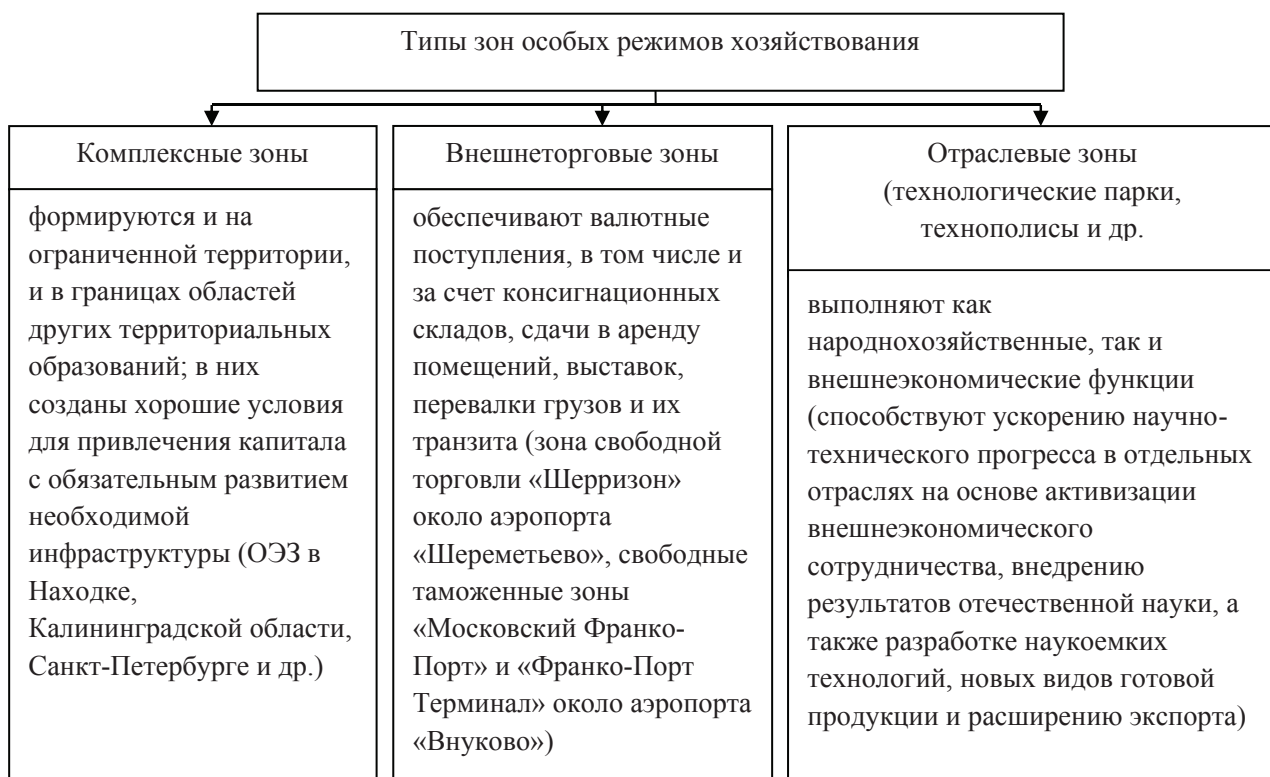 Типы зон особых режимов хозяйствования
Комплексные зоны
формируются и на
ограниченной территории,
и в границах областей
других территориальных
образований; в них
созданы хорошие условия
для привлечения капитала
с обязательным развитием
необходимой
инфраструктуры (ОЭЗ в
Находке,
Калининградской области,
Санкт-Петербурге и др.)
Внешнеторговые зоны
обеспечивают валютные
поступления, в том числе и
за счет консигнационных
складов, сдачи в аренду
помещений, выставок,
перевалки грузов и их
транзита (зона свободной
торговли «Шерризон»
около аэропорта
«Шереметьево», свободные
таможенные зоны
«Московский Франко-
Порт» и «Франко-Порт
Терминал» около аэропорта
«Внуково»)
Отраслевые зоны
(технологические парки,
технополисы и др.
выполняют как
народнохозяйственные, так и
внешнеэкономические функции
(способствуют ускорению научно-
технического прогресса в отдельных
отраслях на основе активизации
внешнеэкономического
сотрудничества, внедрению
результатов отечественной науки, а
также разработке наукоемких
технологий, новых видов готовой
продукции и расширению экспорта)